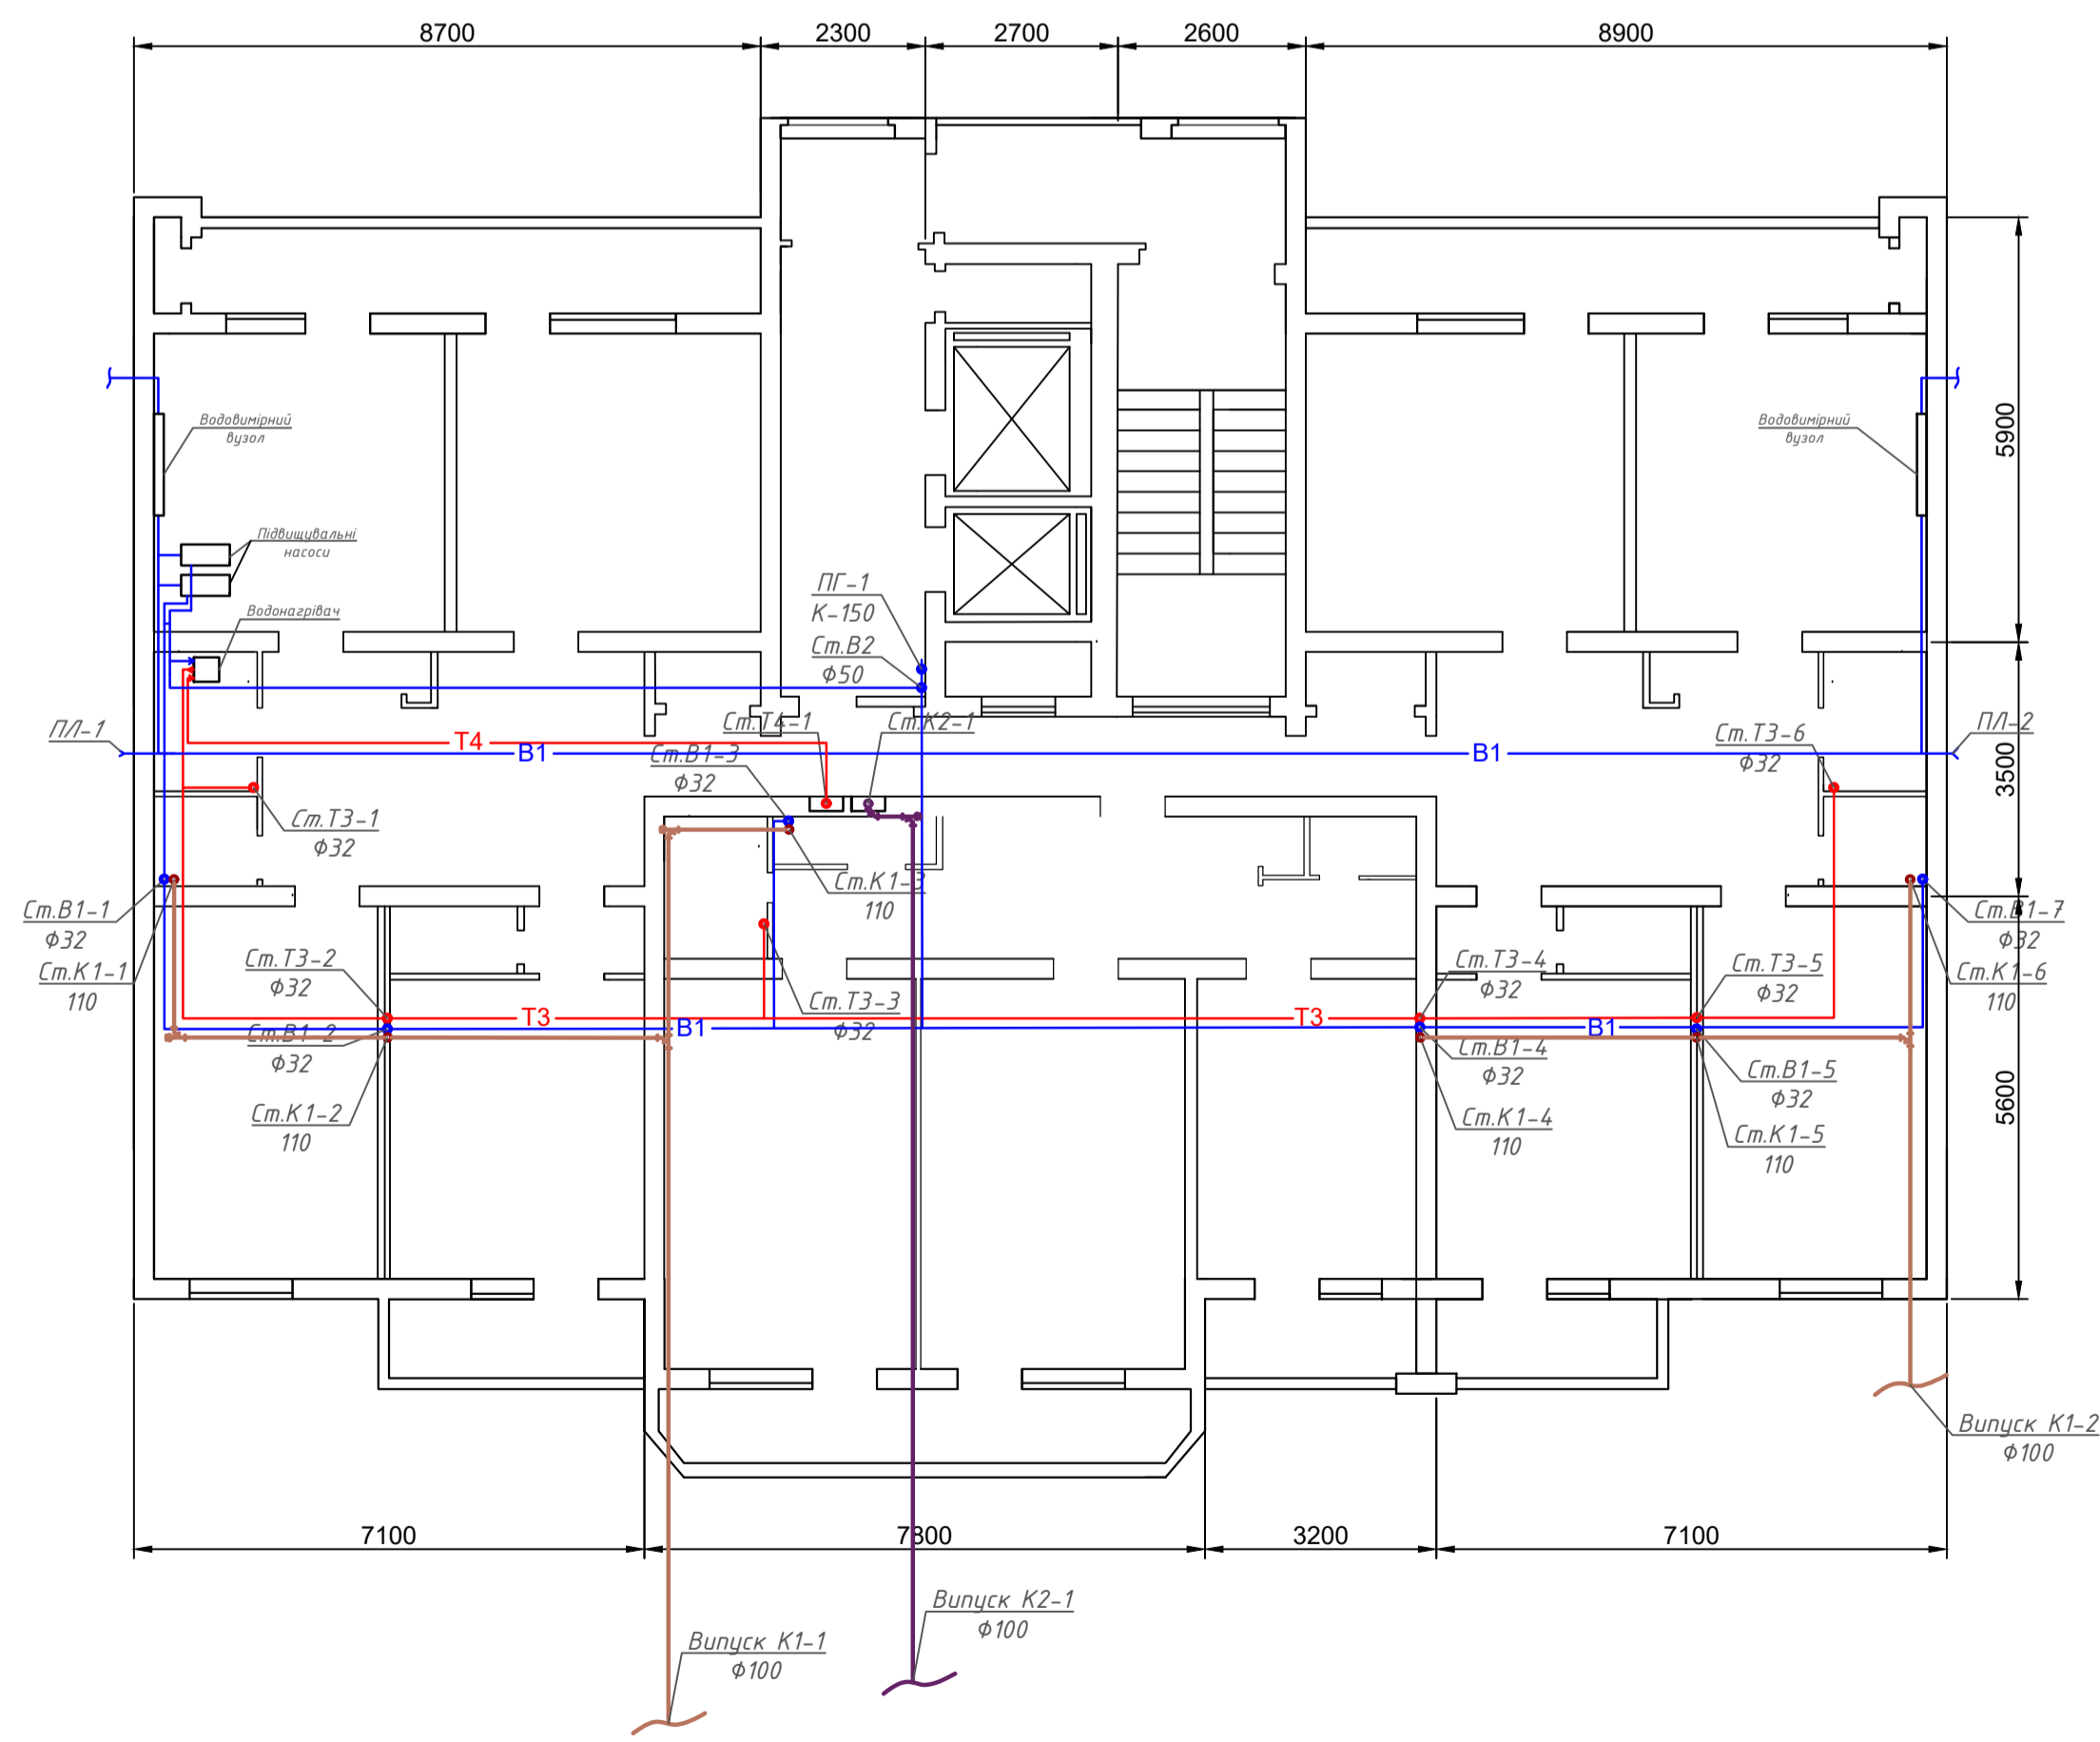 8700
2300
2700
2600
8900
Водовимірний
вузол
Водовимірний
вузол
5900
Підвищувальні
насоси
Водонагрівач
ПГ-1
К-150
Ст.В2
Ф50
Ст.Т4-1
Ст.К2-1
ПЛ-1
Т4
В1
Ст.В1-3
Ф32
В1
Ст.Т3-6
Ф32
ПЛ-2
3500
Ст.Т3-1
Ф32
Ст.К1-3
110
Ст.В1-1
Ф32
Ст.В1-7
Ф32
Ст.К1-1
110
Ст.Т3-2
Ф32
Ст.Т3-4
Ф32
Ст.Т3-5
Ф32
Ст.К1-6
110
Ст.Т3-3
Ф32
Т3
Т3
В1
В1
Ст.В1-2
Ф32
Ст.В1-4
Ф32
Ст.В1-5
Ф32
5600
Ст.К1-2
110
Ст.К1-4
110
Ст.К1-5
110
Випуск К1-2
Ф100
7100
7800
3200
7100
Випуск К2-1
Ф100
Випуск К1-1
Ф100